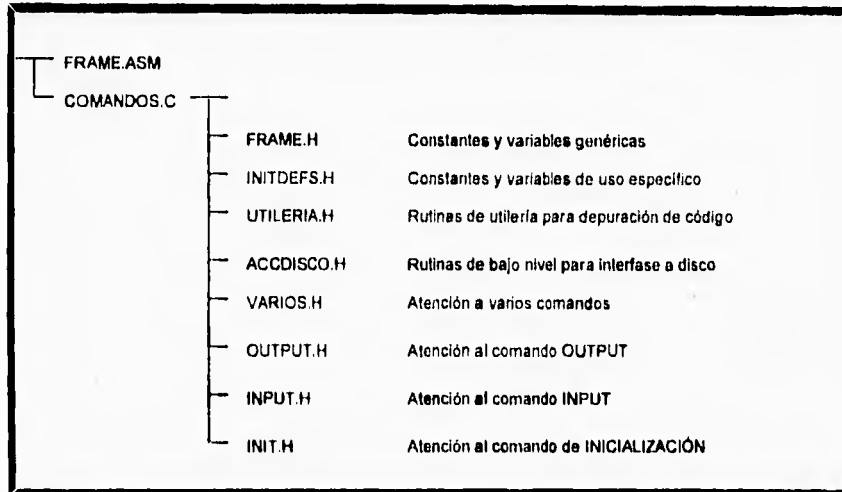 FRAME.ASM
COMANDOS.C
FRAME.H Constantes y variables genéricas
INITDEFS.H Constantes y variables de uso específico
UTILERIA.H Rutinas de utilería para depuración de código
ACCDISCO.H Rutinas de bajo nivel para interfase a disco
VARIOS.H Atención a varios comandos
OUTPUT.H Atención al comando OUTPUT
INPUT.H Atención al comando INPUT
INIT.H Atención al comando de INICIALIZACIÓN